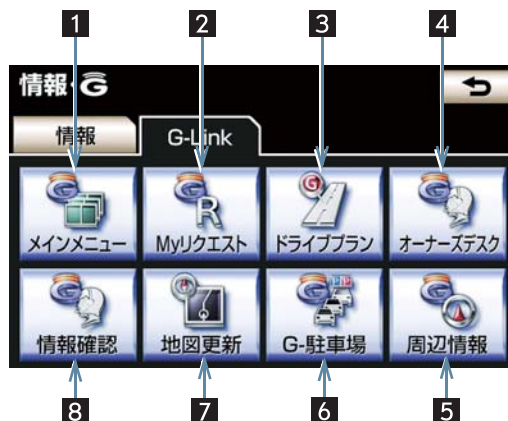 1 2 3 4
情報・G
情報 G-Link
メインメニュー Myリクエスト ドライブプラン オーナーズデスク
情報確認 地図更新 G-駐車場 周辺情報
8 7 6 5